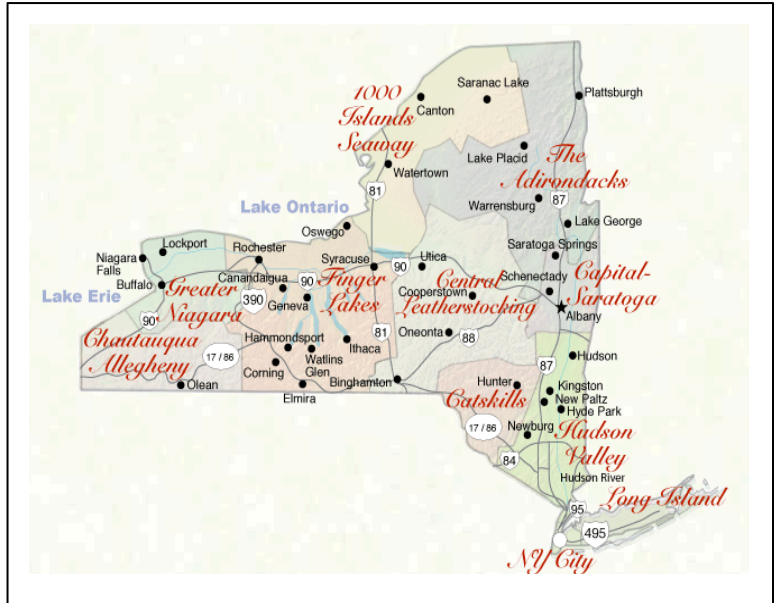 Saranac Lake
Plattsburgh
1000
Islands
Seaway
Canton
Lake Placid
The
Adirondacks
Watertown
81
87
Warrensburg
Lake Ontario
Oswego
Lake George
Lockport
Rochester
Saratoga Springs
Niagara
Falls
Syracuse
90
Utica
Buffalo
Canandaigua
90
Finger
Lakes
Central
Leatherstocking
Cooperstown
Schenectady
Capital-
Saratoga
Lake Erie
Greater
Niagara
390
Geneva
Albany
90
Chautauqua
Allegheny
Hammondsport
Ithaca
81
Oneonta
88
17 / 86
Watlins
Glen
Corning
Hudson
87
Olean
Elmira
Binghamton
Hunter
Catskills
Kingston
New Paltz
Hyde Park
17 / 86
Newburg
Hudson
Valley
84
Hudson River
Long Island
95
495
NY City